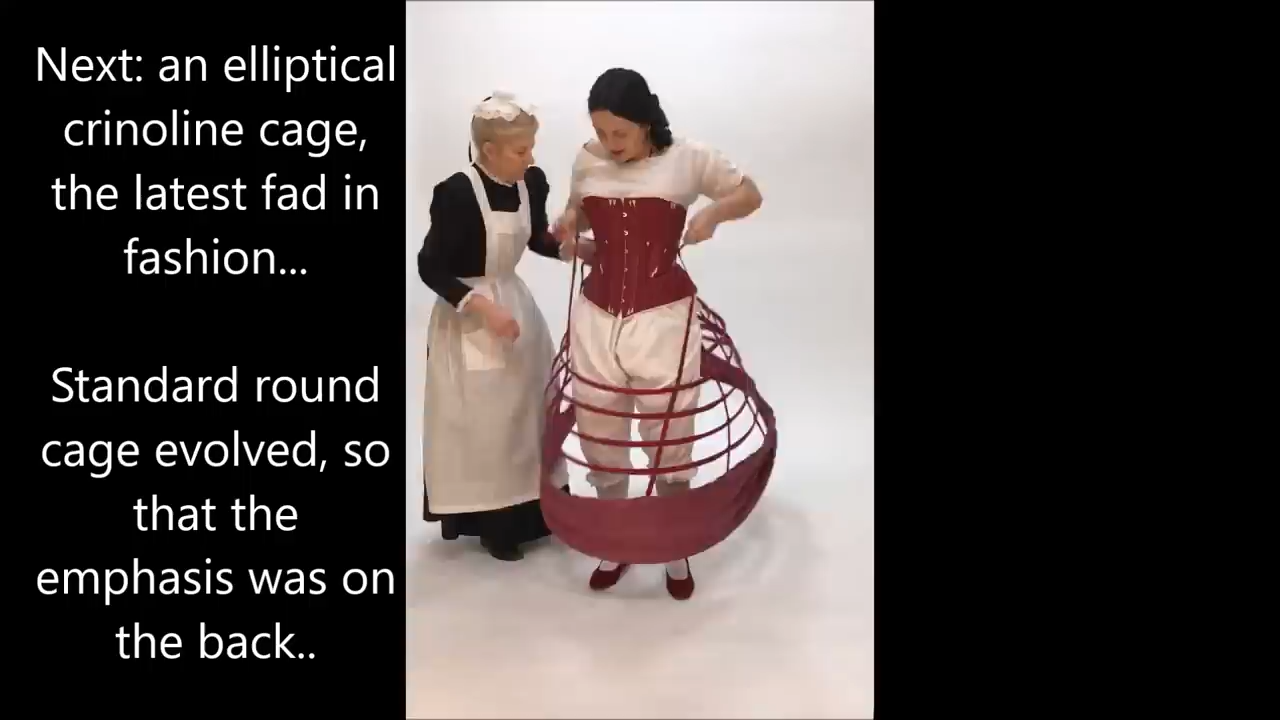 Next: an elliptical
crinoline cage,
the latest fad in
fashion...
Standard round
cage evolved, so
that the
emphasis was on
the back..